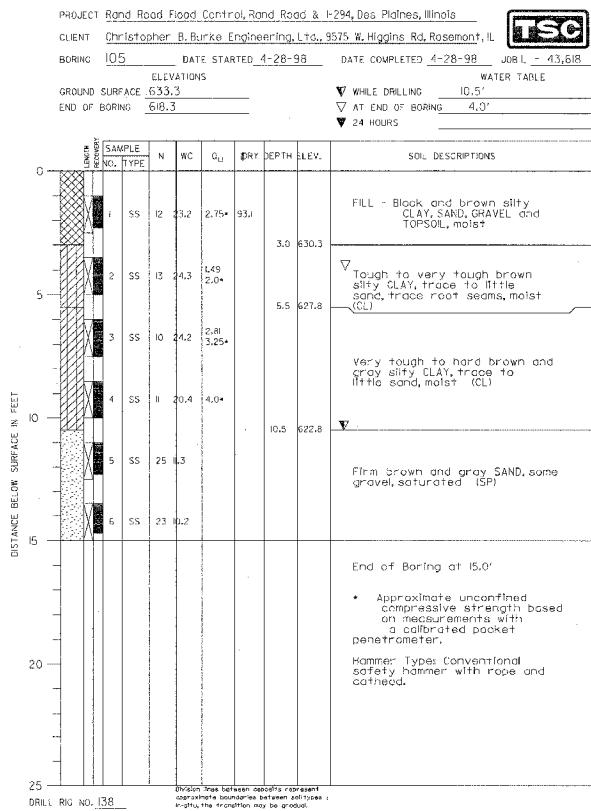 PROJECT Rand Road Flood Control, Rand Road & I-294, Des Plaines, Illinois
CLIENT Christopher B. Burke Engineering, Ltd., 9575 W. Higgins Rd, Rosemont, IL
TSC
BORING 105 DATE STARTED 4-28-98 DATE COMPLETED 4-28-98 JOB L - 43,618
ELEVATIONS WATER TABLE
GROUND SURFACE 633.3 WHILE DRILLING 10.5'
END OF BORING 618.3 AT END OF BORING 4.0'
24 HOURS
LENGTH RECOVERY SAMPLE NO. TYPE N WC QU DRY DEPTH ELEV. SOIL DESCRIPTIONS
0
FILL - Black and brown silty
CLAY, SAND, GRAVEL and
TOPSOIL, moist
1 SS 12 23.2 2.75* 93.1
3.0 630.3
Tough to very tough brown
silty CLAY, trace to little
sand, trace root seams, moist
(CL)
2 SS 13 24.3 1.49
2.0*
5
5.5 627.8
3 SS 10 24.2 2.81
3.25*
Very tough to hard brown and
gray silty CLAY, trace to
little sand, moist (CL)
4 SS 11 20.4 4.0*
10
10.5 622.8
5 SS 25 11.3
Firm brown and gray SAND, some
gravel, saturated (SP)
6 SS 23 10.2
15
End of Boring at 15.0'
* Approximate unconfined
compressive strength based
on measurements with
a calibrated pocket
penetrometer.
Hammer Type: Conventional
safety hammer with rope and
cathead.
20
25
DISTANCE BELOW SURFACE IN FEET
Division lines between deposits represent
approximate boundaries between soil types ;
in-situ, the transition may be gradual.
DRILL RIG NO. 138